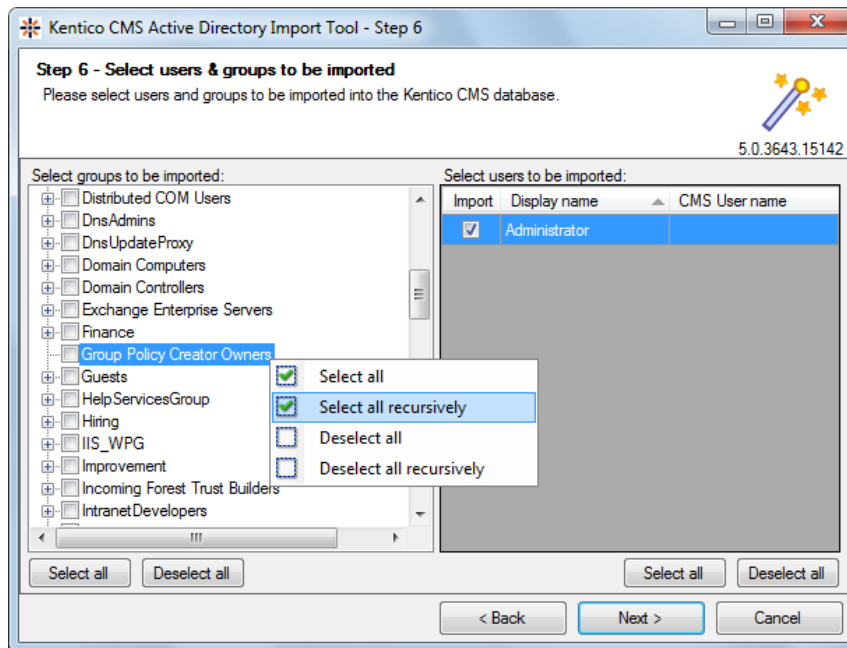 Kentico CMS Active Directory Import Tool - Step 6
Step 6 - Select users & groups to be imported
Please select users and groups to be imported into the Kentico CMS database.
5.0.3643.15142
Select groups to be imported:
Select users to be imported:
Distributed COM Users
DnsAdmins
DnsUpdateProxy
Domain Computers
Domain Controllers
Exchange Enterprise Servers
Finance
Group Policy Creator Owners
Guests
HelpServicesGroup
Hiring
IIS_WPG
Improvement
Incoming Forest Trust Builders
IntranetDevelopers
Import Display name CMS User name
Administrator
Select all
Select all recursively
Deselect all
Deselect all recursively
Select all Deselect all
Select all Deselect all
< Back Next > Cancel